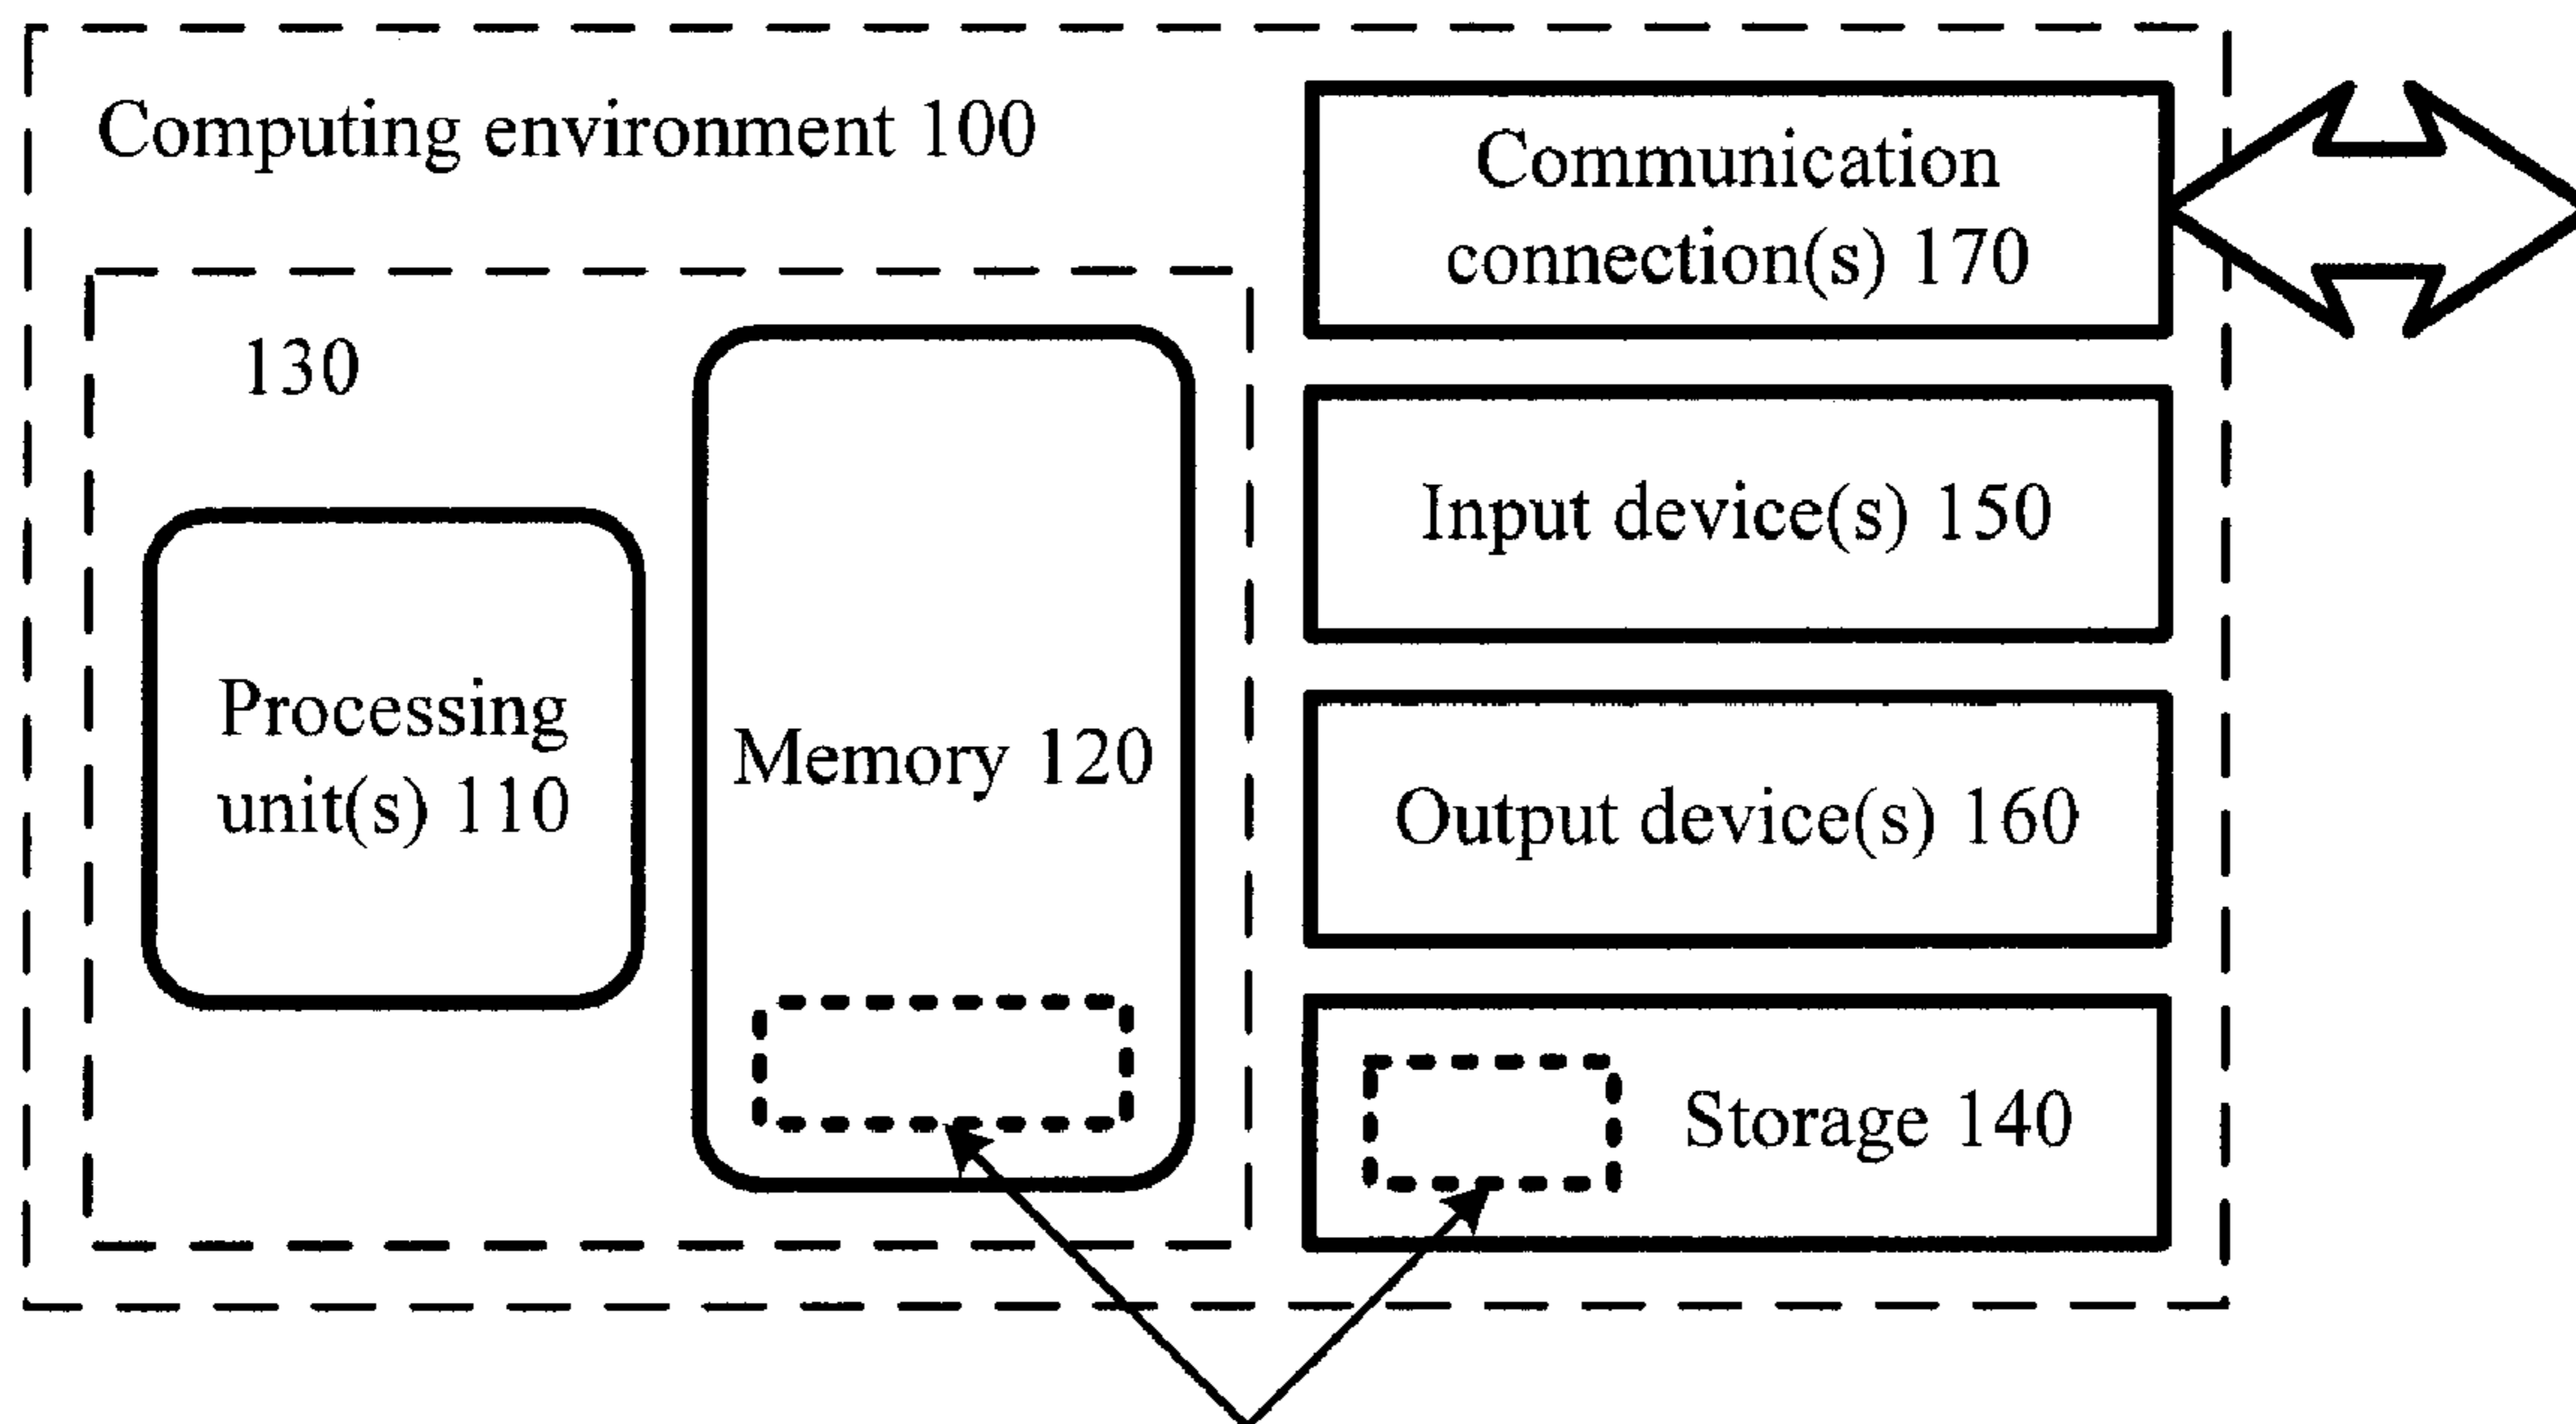 Computing environment 100
Communication
connection(s) 170
130
Input device(s) 150
Processing
unit(s) 110
Memory 120
Output device(s) 160
Storage 140